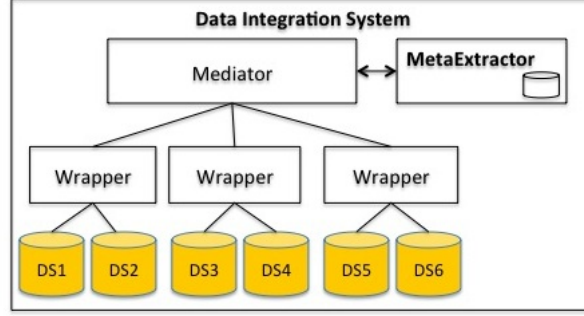 Data Integration System
Mediator
MetaExtractor
Wrapper
Wrapper
Wrapper
DS1
DS2
DS3
DS4
DS5
DS6